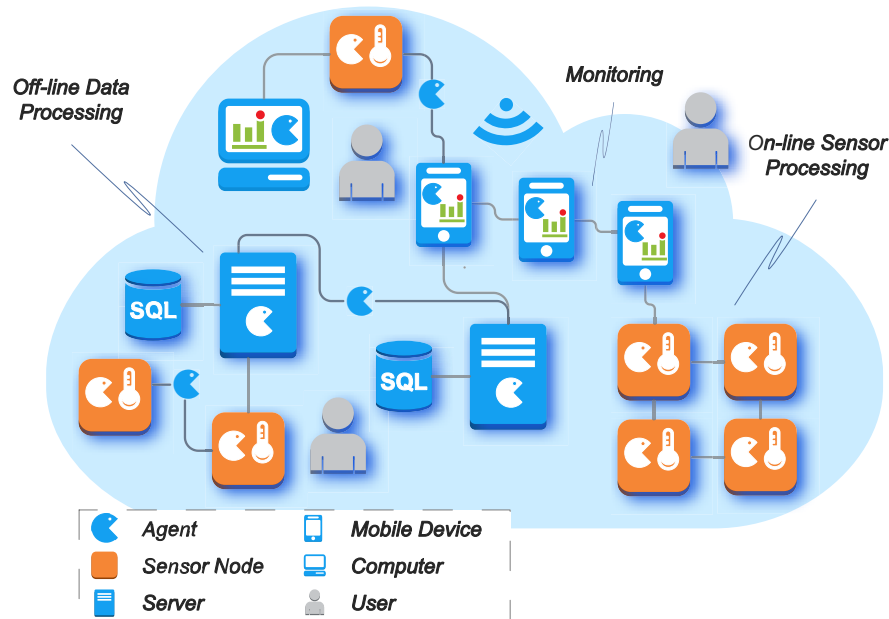 Off-line Data
Processing
Monitoring
On-line Sensor
Processing
SQL
SQL
Agent
Mobile Device
Sensor Node
Computer
Server
User